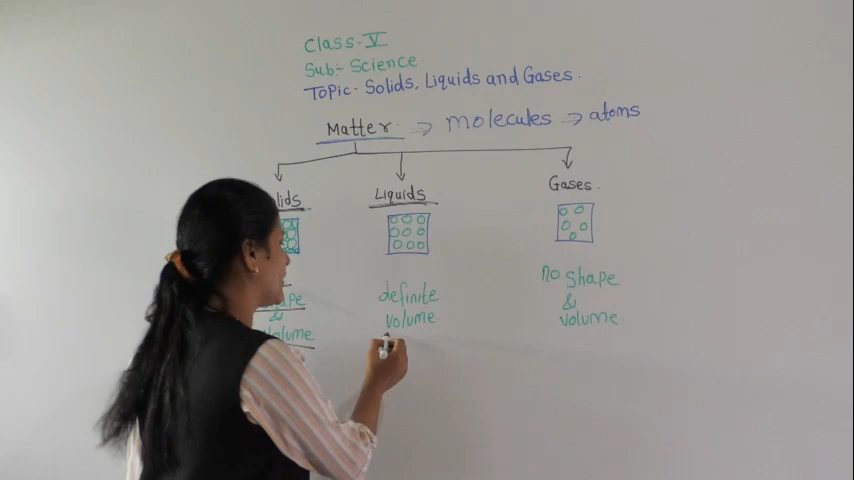 Class-V
Sub:- Science
Topic- Solids, Liquids and Gases.
Matter. => molecules => atoms
Liquids
Gases.
definite
volume
no shape
&
volume.
&